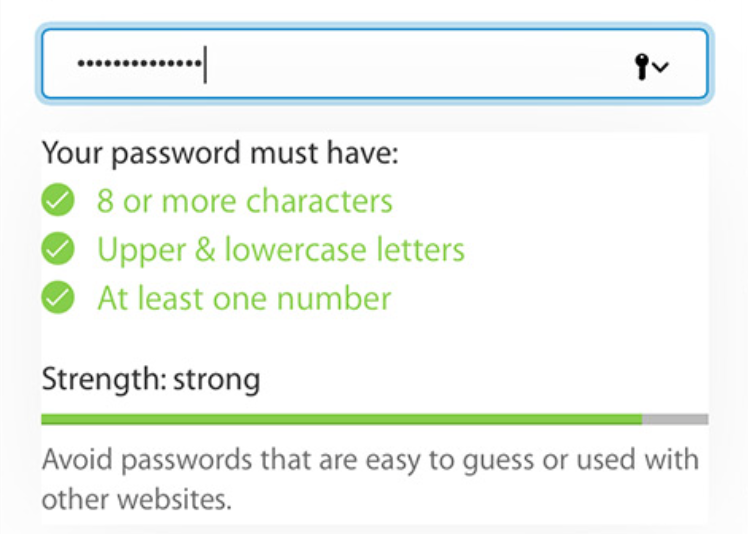 ••••••••••••••
Your password must have:
8 or more characters
Upper & lowercase letters
At least one number
Strength: strong
Avoid passwords that are easy to guess or used with
other websites.